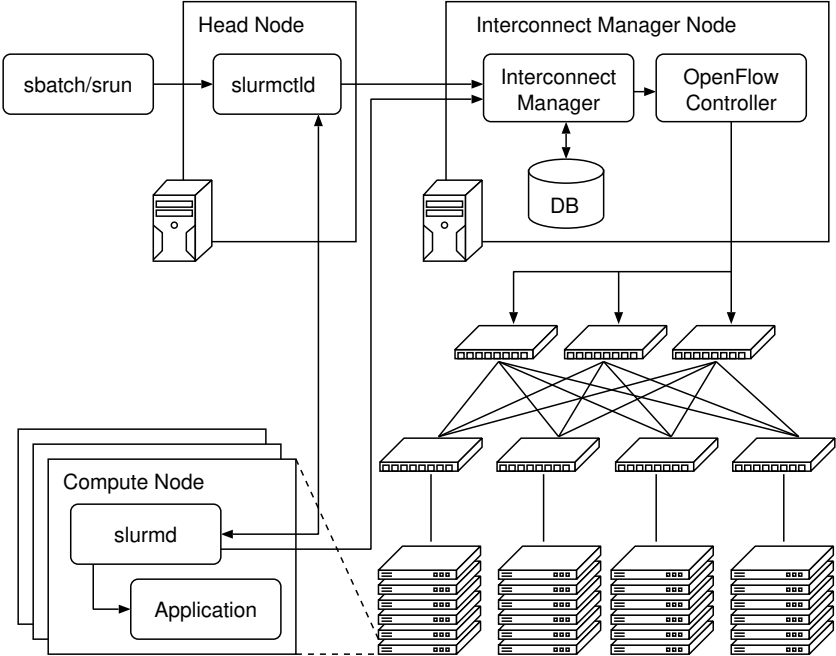 Head Node
Interconnect Manager Node
sbatch/srun
slurmctld
Interconnect
Manager
OpenFlow
Controller
DB
Compute Node
slurmd
Application